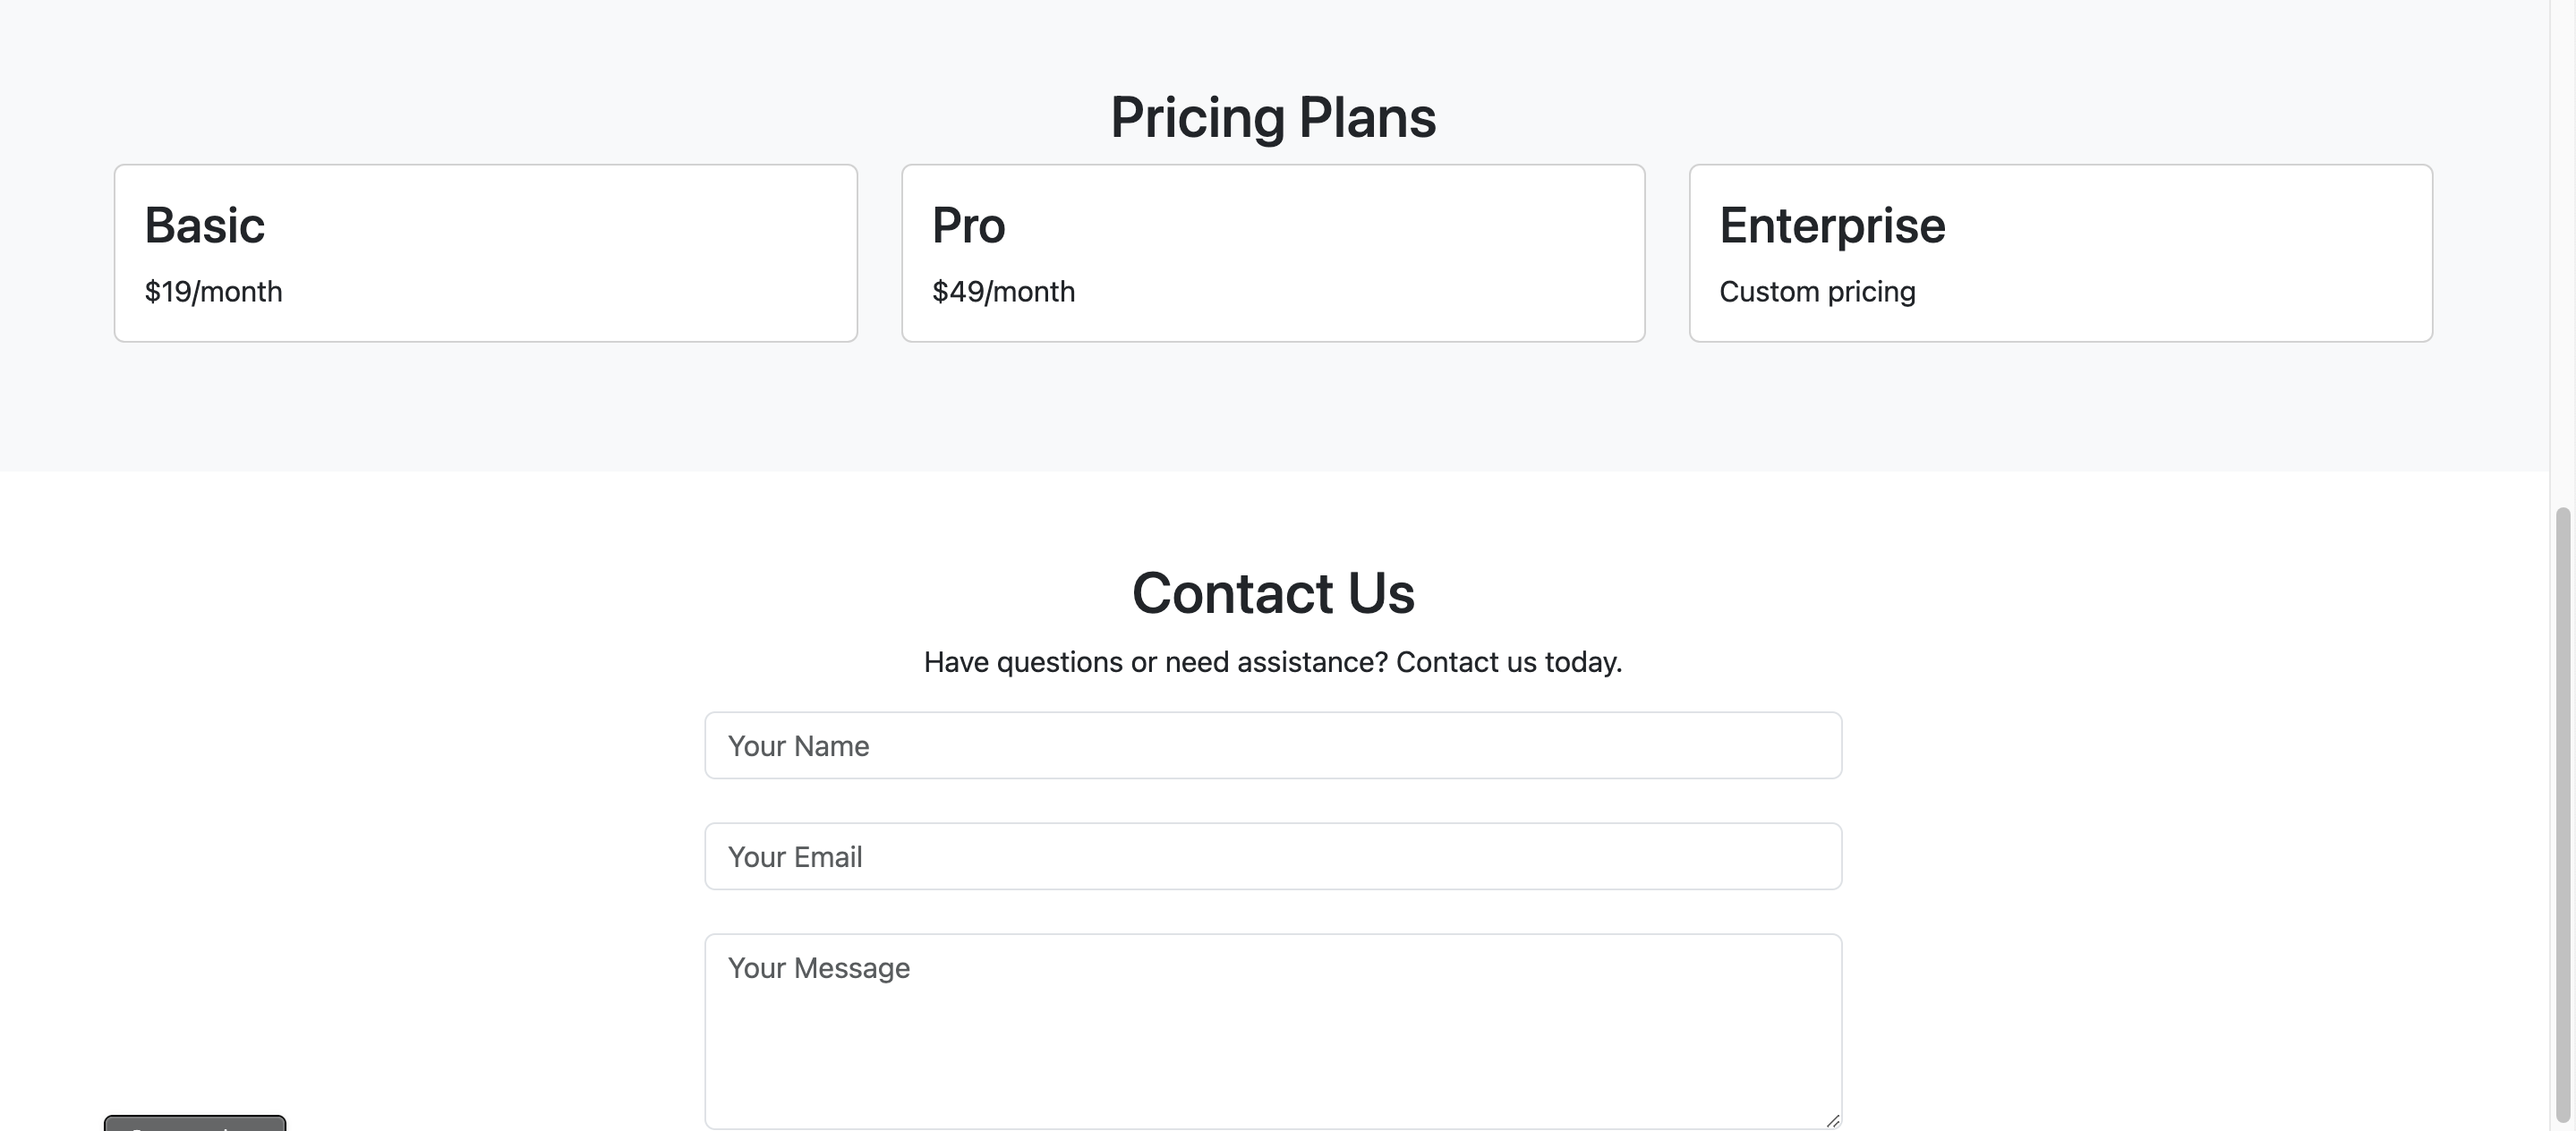 Pricing Plans
Basic
$19/month
Pro
$49/month
Enterprise
Custom pricing
Contact Us
Have questions or need assistance? Contact us today.
Your Name
Your Email
Your Message